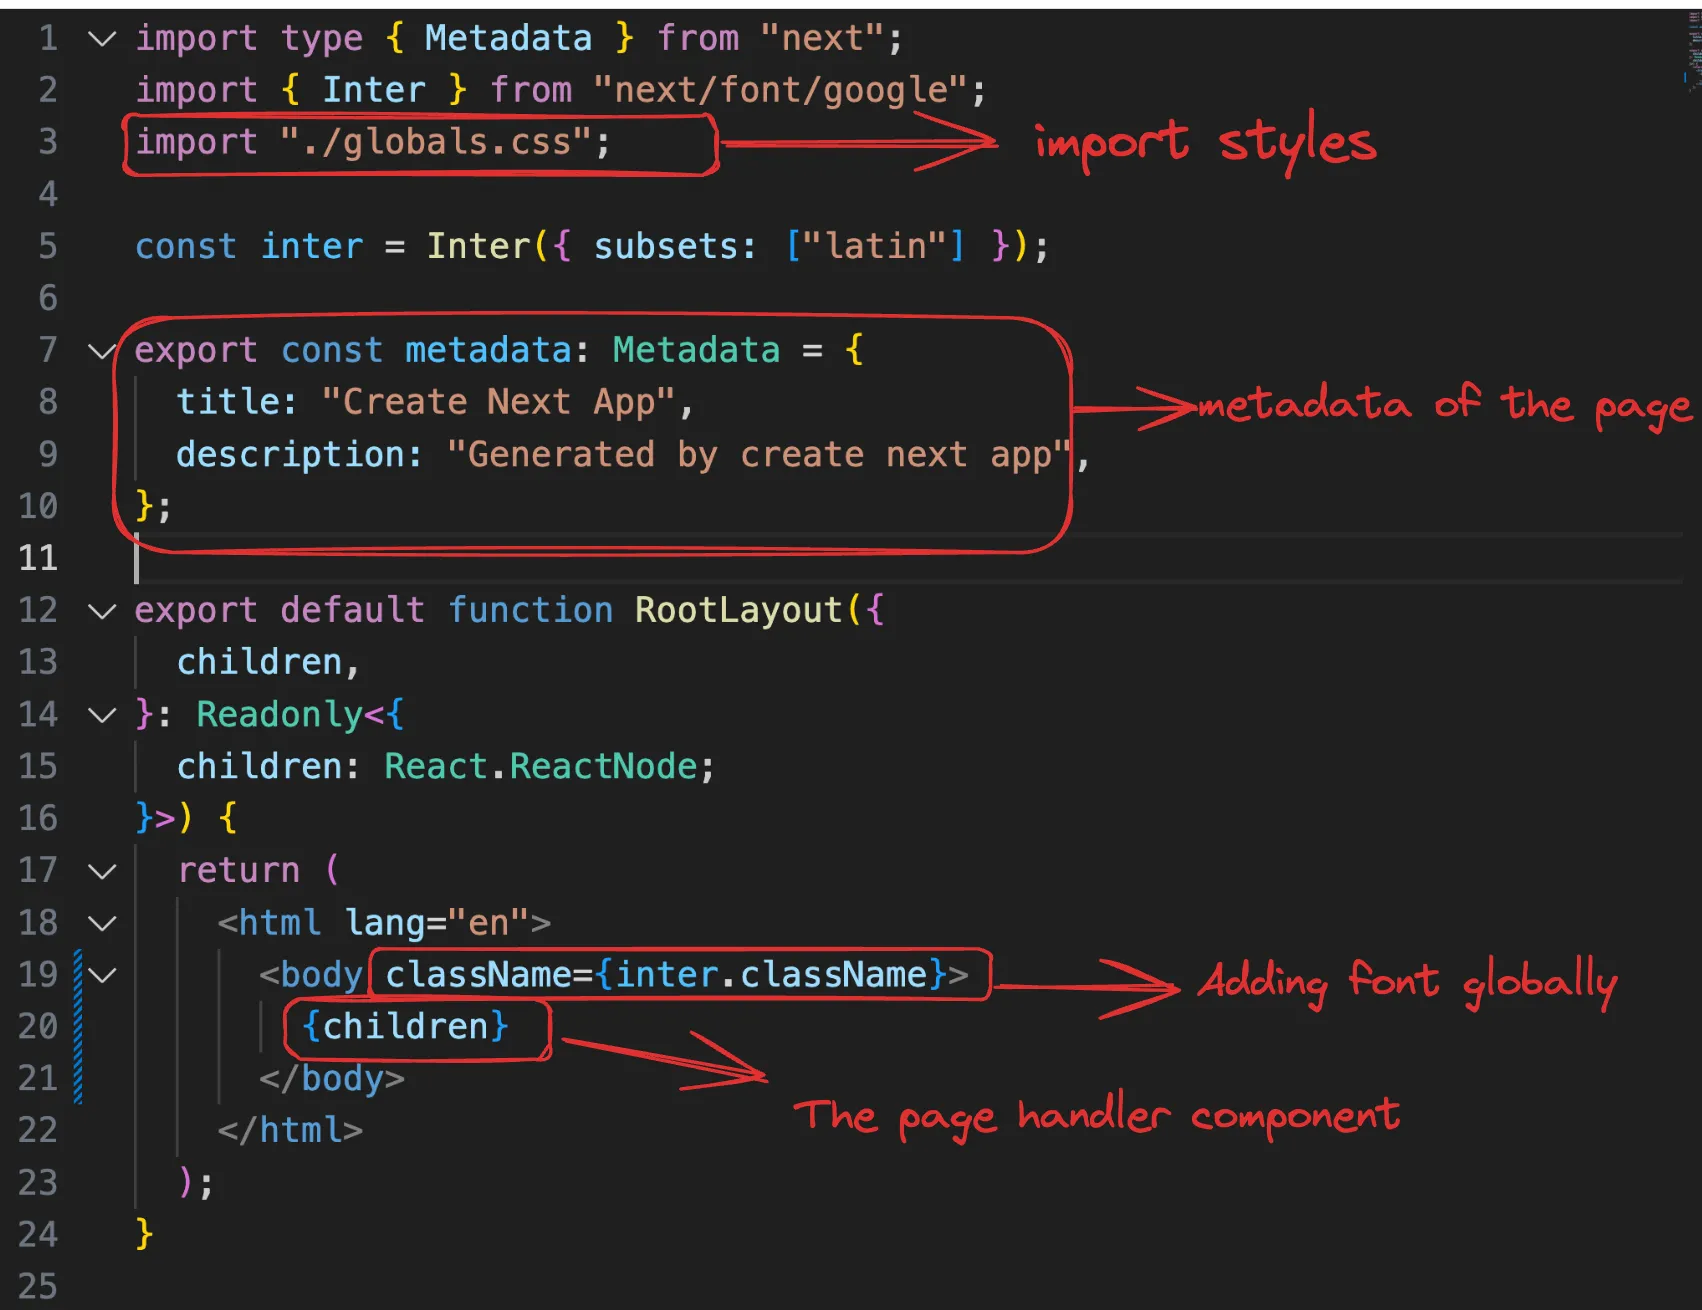 1 import type { Metadata } from "next";
2 import { Inter } from "next/font/google";
3 import "./globals.css"; import styles
4
5 const inter = Inter({ subsets: ["latin"] });
6
7 export const metadata: Metadata = {
8 title: "Create Next App", metadata of the page
9 description: "Generated by create next app",
10 };
11
12 export default function RootLayout({
13 children,
14 }: Readonly<{
15 children: React.ReactNode;
16 }>) {
17 return (
18 <html lang="en">
19 <body className={inter.className}> Adding font globally
20 {children}
21 </body>
The page handler component
22 </html>
23 );
24 }
25